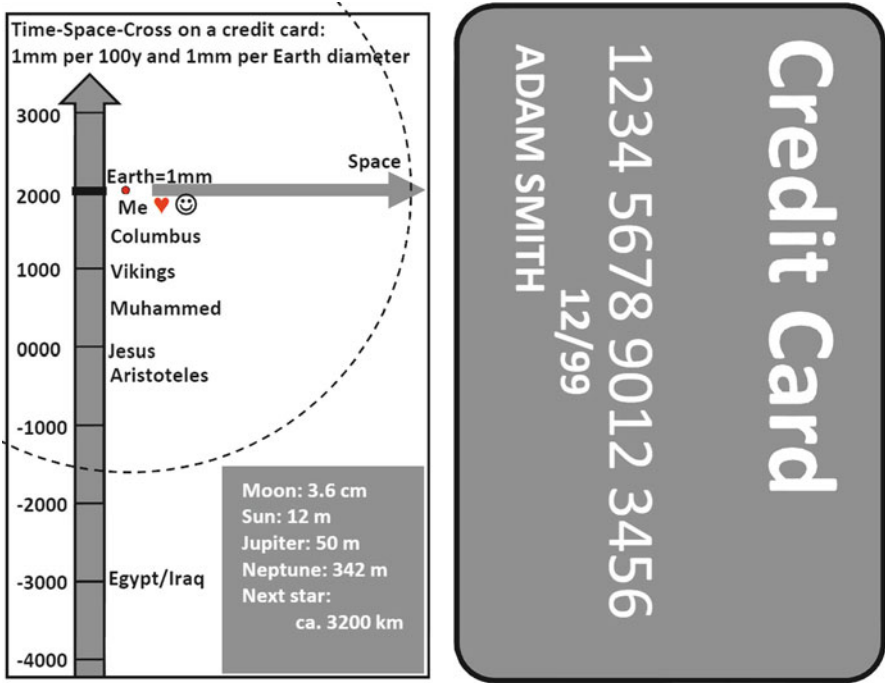 Time-Space-Cross on a credit card:
1mm per 100y and 1mm per Earth diameter
3000
Space
Earth=1mm
2000
Me
Columbus
1000
Vikings
Muhammed
0000
Jesus
Aristoteles
-1000
-2000
-3000
Egypt/Iraq
-4000
Moon: 3.6 cm
Sun: 12 m
Jupiter: 50 m
Neptune: 342 m
Next star:
ca. 3200 km
Credit Card
1234 5678 9012 3456
12/99
ADAM SMITH